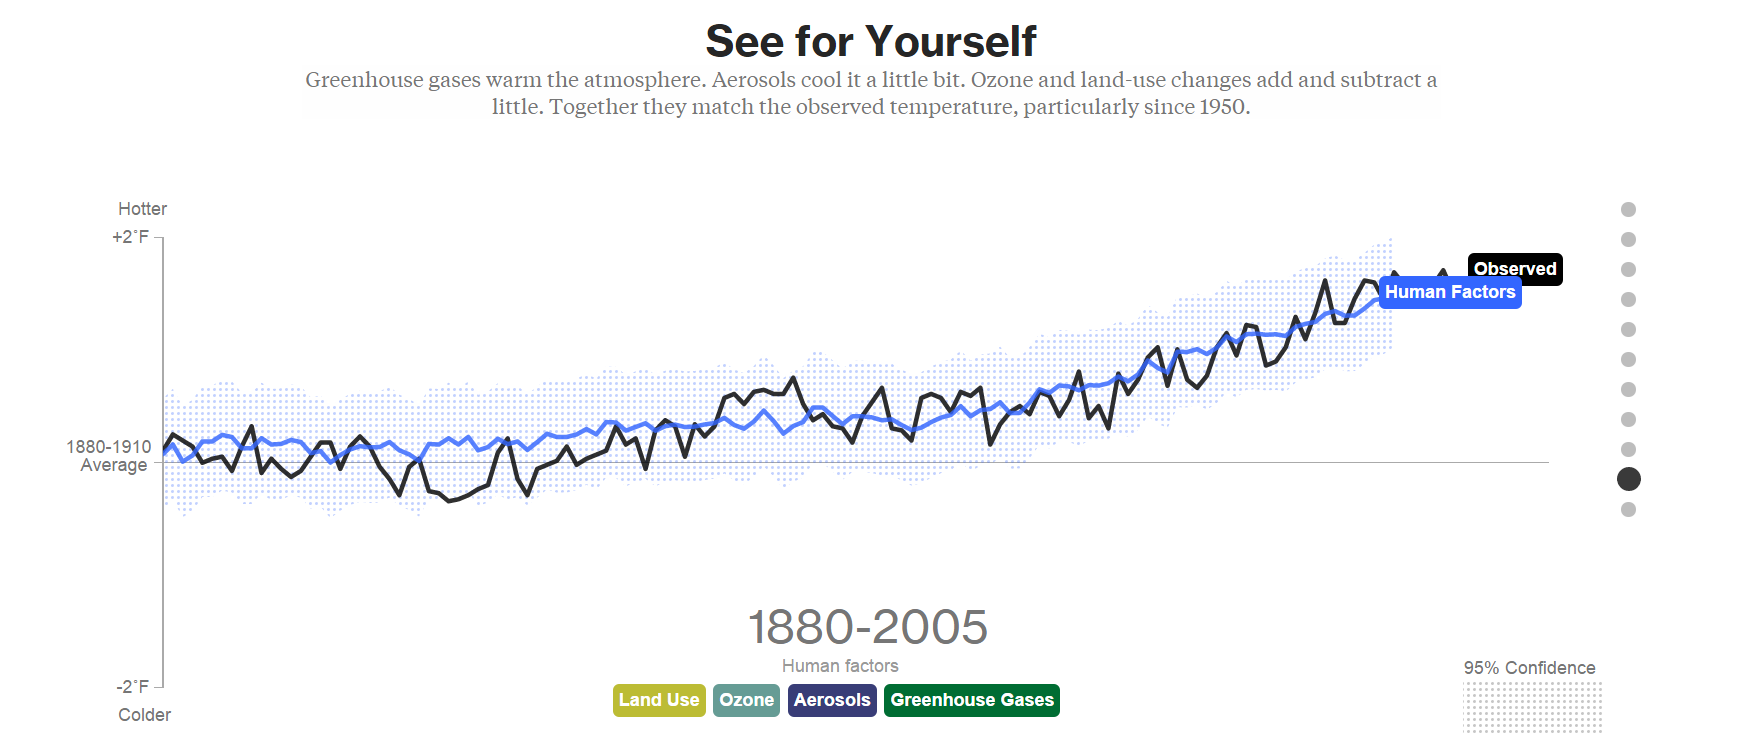 See for Yourself
Greenhouse gases warm the atmosphere. Aerosols cool it a little bit. Ozone and land-use changes add and subtract a
little. Together they match the observed temperature, particularly since 1950.
Hotter
+2°F
Observed
Human Factors
1880-1910
Average
1880-2005
Human factors
95% Confidence
-2°F
Land Use Ozone Aerosols Greenhouse Gases
Colder